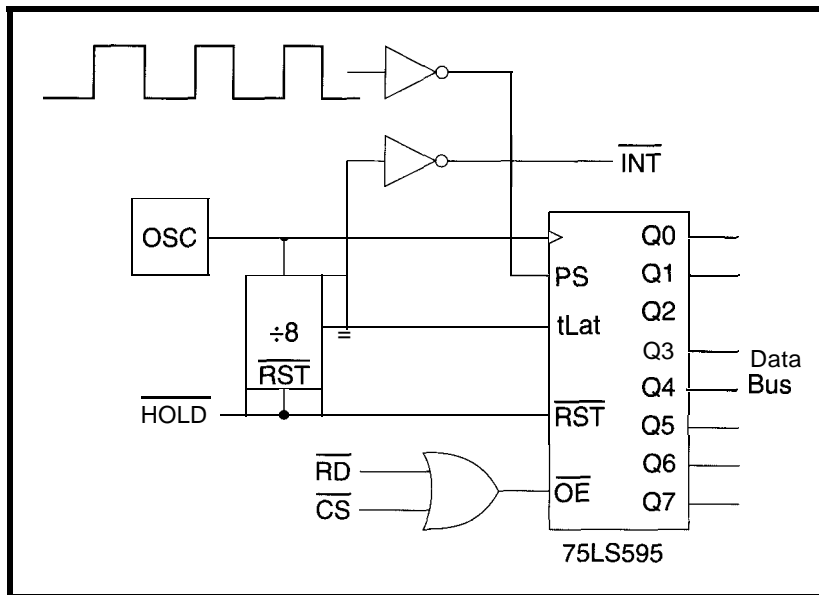 INT
OSC
Q0
PS
Q1
÷8
tLat
Q2
Q3
Data
RST
Q4
Bus
HOLD
RST
Q5
RD
Q6
CS
OE
Q7
75LS595